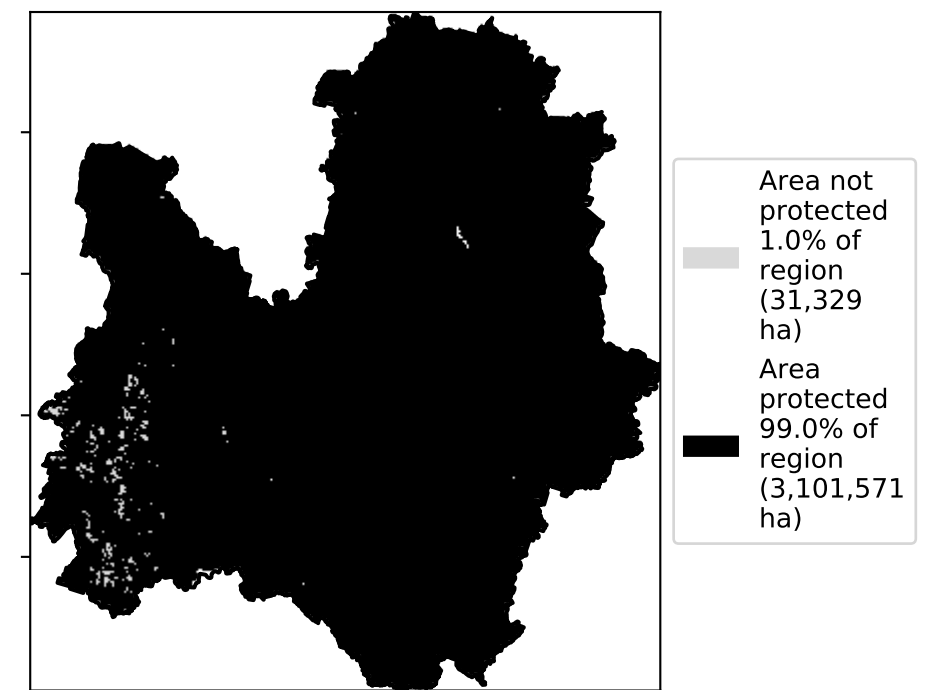 Area not
protected
1.0% of
region
(31,329
ha)
Area
protected
99.0% of
region
(3,101,571
ha)